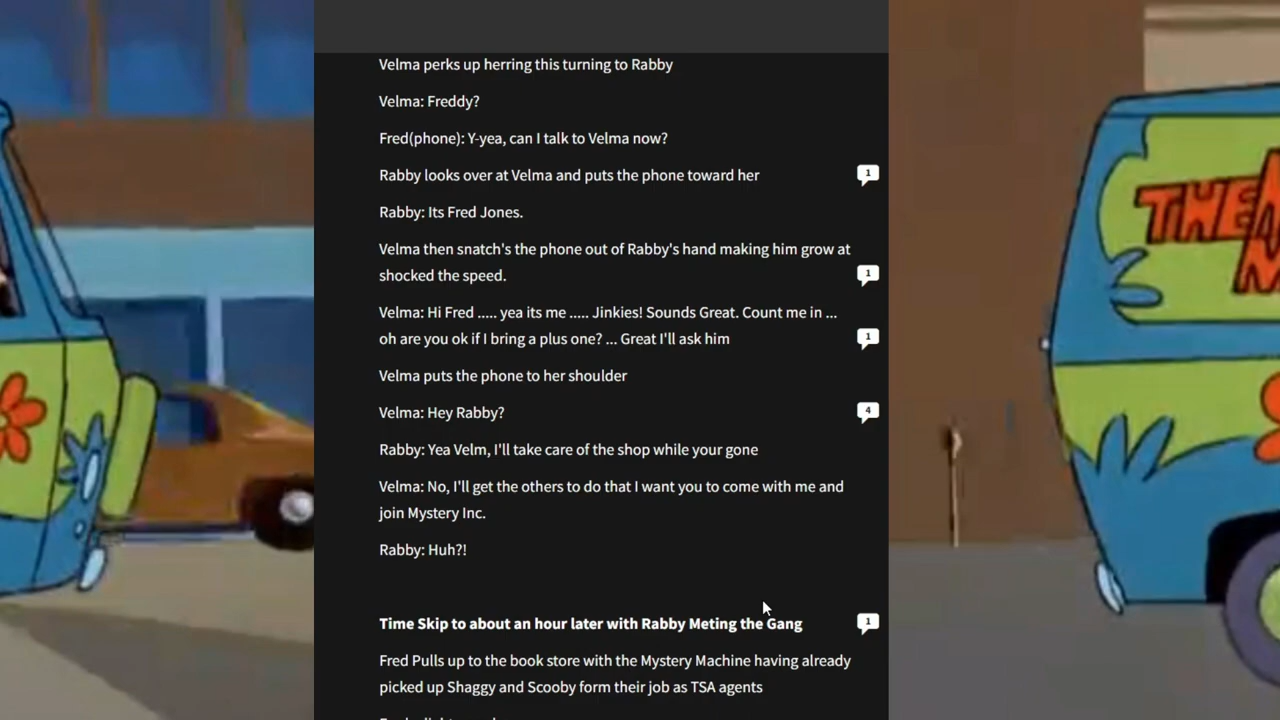 Velma perks up herring this turning to Rabby
Velma: Freddy?
Fred(phone): Y-yea, can I talk to Velma now?
Rabby looks over at Velma and puts the phone toward her
1
Rabby: Its Fred Jones.
Velma then snatch's the phone out of Rabby's hand making him grow at
shocked the speed.
1
Velma: Hi Fred ..... yea its me ..... Jinkies! Sounds Great. Count me in ...
oh are you ok if I bring a plus one? ... Great I'll ask him
1
Velma puts the phone to her shoulder
Velma: Hey Rabby?
4
Rabby: Yea Velm, I'll take care of the shop while your gone
Velma: No, I'll get the others to do that I want you to come with me and
join Mystery Inc.
Rabby: Huh?!
Time Skip to about an hour later with Rabby Meting the Gang
1
Fred Pulls up to the book store with the Mystery Machine having already
picked up Shaggy and Scooby form their job as TSA agents
THE